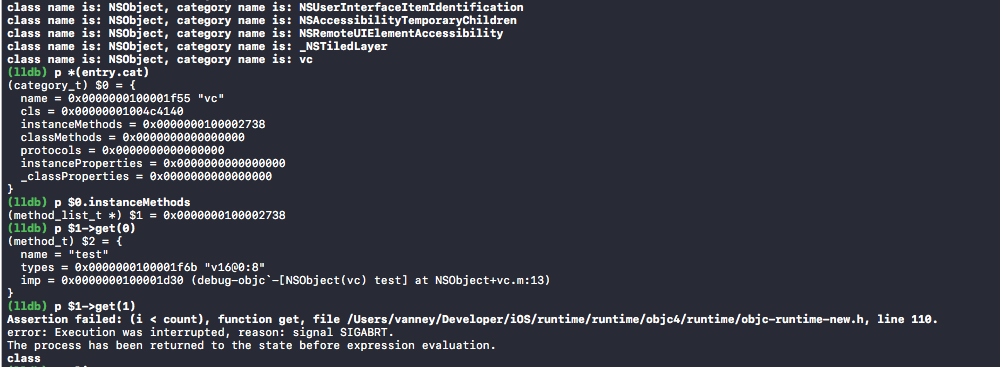 class name is: NSObject, category name is: NSUserInterfaceItemIdentification
class name is: NSObject, category name is: NSAccessibilityTemporaryChildren
class name is: NSObject, category name is: NSRemoteUIElementAccessibility
class name is: NSObject, category name is: _NSTiledLayer
class name is: NSObject, category name is: vc
(lldb) p *(entry.cat)
(category_t) $0 = {
  name = 0x0000000100001f55 "vc"
  cls = 0x00000001004c4140
  instanceMethods = 0x0000000100002738
  classMethods = 0x0000000000000000
  protocols = 0x0000000000000000
  instanceProperties = 0x0000000000000000
  _classProperties = 0x0000000000000000
}
(lldb) p $0.instanceMethods
(method_list_t *) $1 = 0x0000000100002738
(lldb) p $1->get(0)
(method_t) $2 = {
  name = "test"
  types = 0x0000000100001f6b "v16@0:8"
  imp = 0x0000000100001d30 (debug-objc`-[NSObject(vc) test] at NSObject+vc.m:13)
}
(lldb) p $1->get(1)
Assertion failed: (i < count), function get, file /Users/vanney/Developer/iOS/runtime/runtime/objc4/runtime/objc-runtime-new.h, line 110.
error: Execution was interrupted, reason: signal SIGABRT.
The process has been returned to the state before expression evaluation.
class